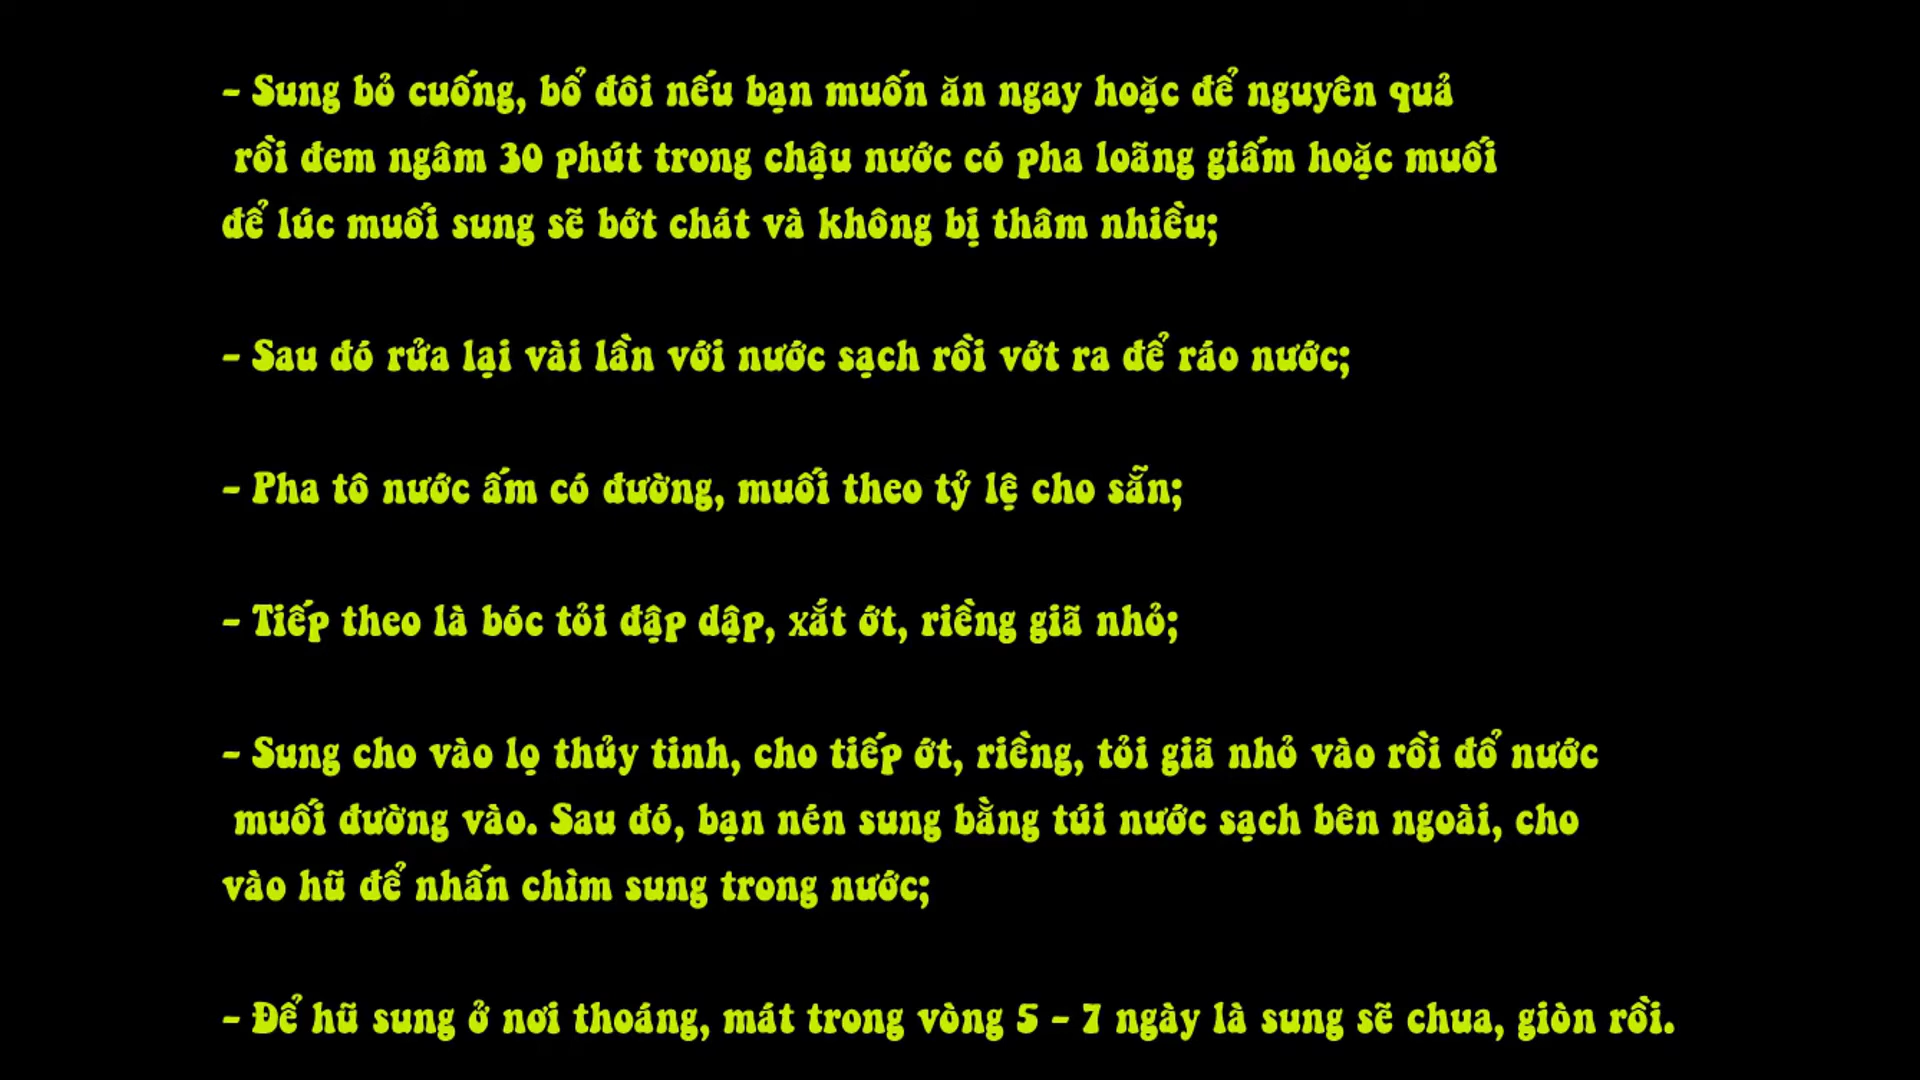 - Sung bỏ cuống, bổ đôi nếu bạn muốn ăn ngay hoặc để nguyên quả
rồi đem ngâm 30 phút trong chậu nước có pha loãng giấm hoặc muối
để lúc muối sung sẽ bớt chát và không bị thâm nhiều;
- Sau đó rửa lại vài lần với nước sạch rồi vớt ra để ráo nước;
- Pha tô nước ấm có đường, muối theo tỷ lệ cho sẵn;
- Tiếp theo là bóc tỏi đập dập, xắt ớt, riềng giã nhỏ;
- Sung cho vào lọ thủy tinh, cho tiếp ớt, riềng, tỏi giã nhỏ vào rồi đổ nước
muối đường vào. Sau đó, bạn nén sung bằng túi nước sạch bên ngoài, cho
vào hũ để nhấn chìm sung trong nước;
- Để hũ sung ở nơi thoáng, mát trong vòng 5 - 7 ngày là sung sẽ chua, giòn rồi.